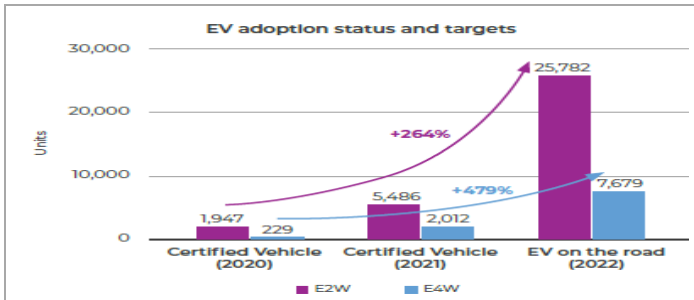 EV adoption status and targets
30,000
20,000
10,000
0
Units
1,947
229
5,486
2,012
25,782
7,679
+264%
+479%
Certified Vehicle
(2020)
Certified Vehicle
(2021)
EV on the road
(2022)
E2W
E4W